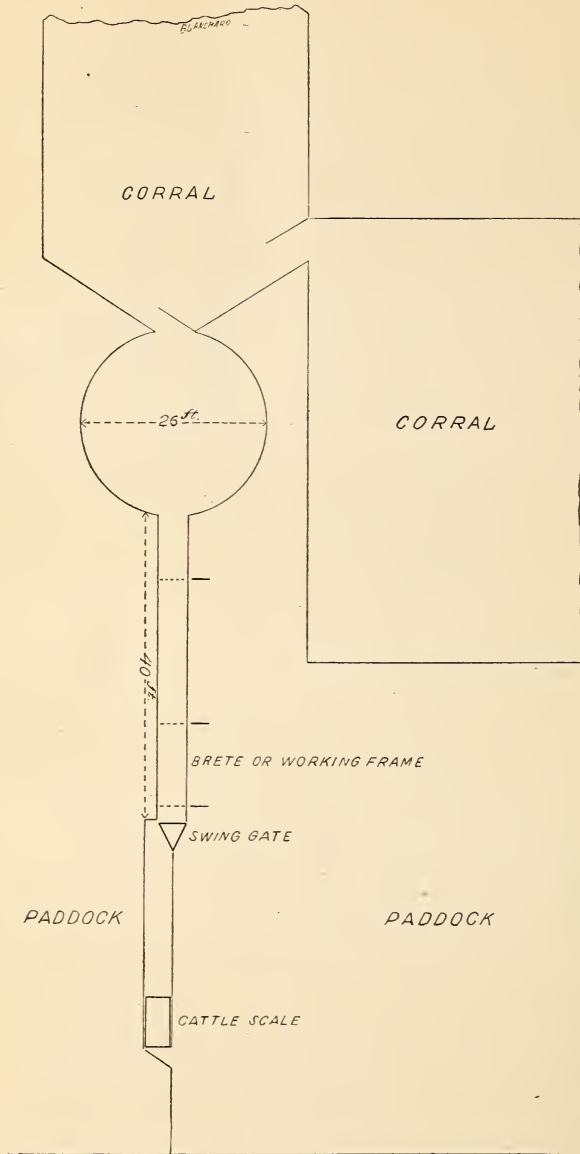 BLANCHARD
CORRAL
26 ft.
CORRAL
40 ft.
BRETE OR WORKING FRAME
SWING GATE
PADDOCK
PADDOCK
CATTLE SCALE